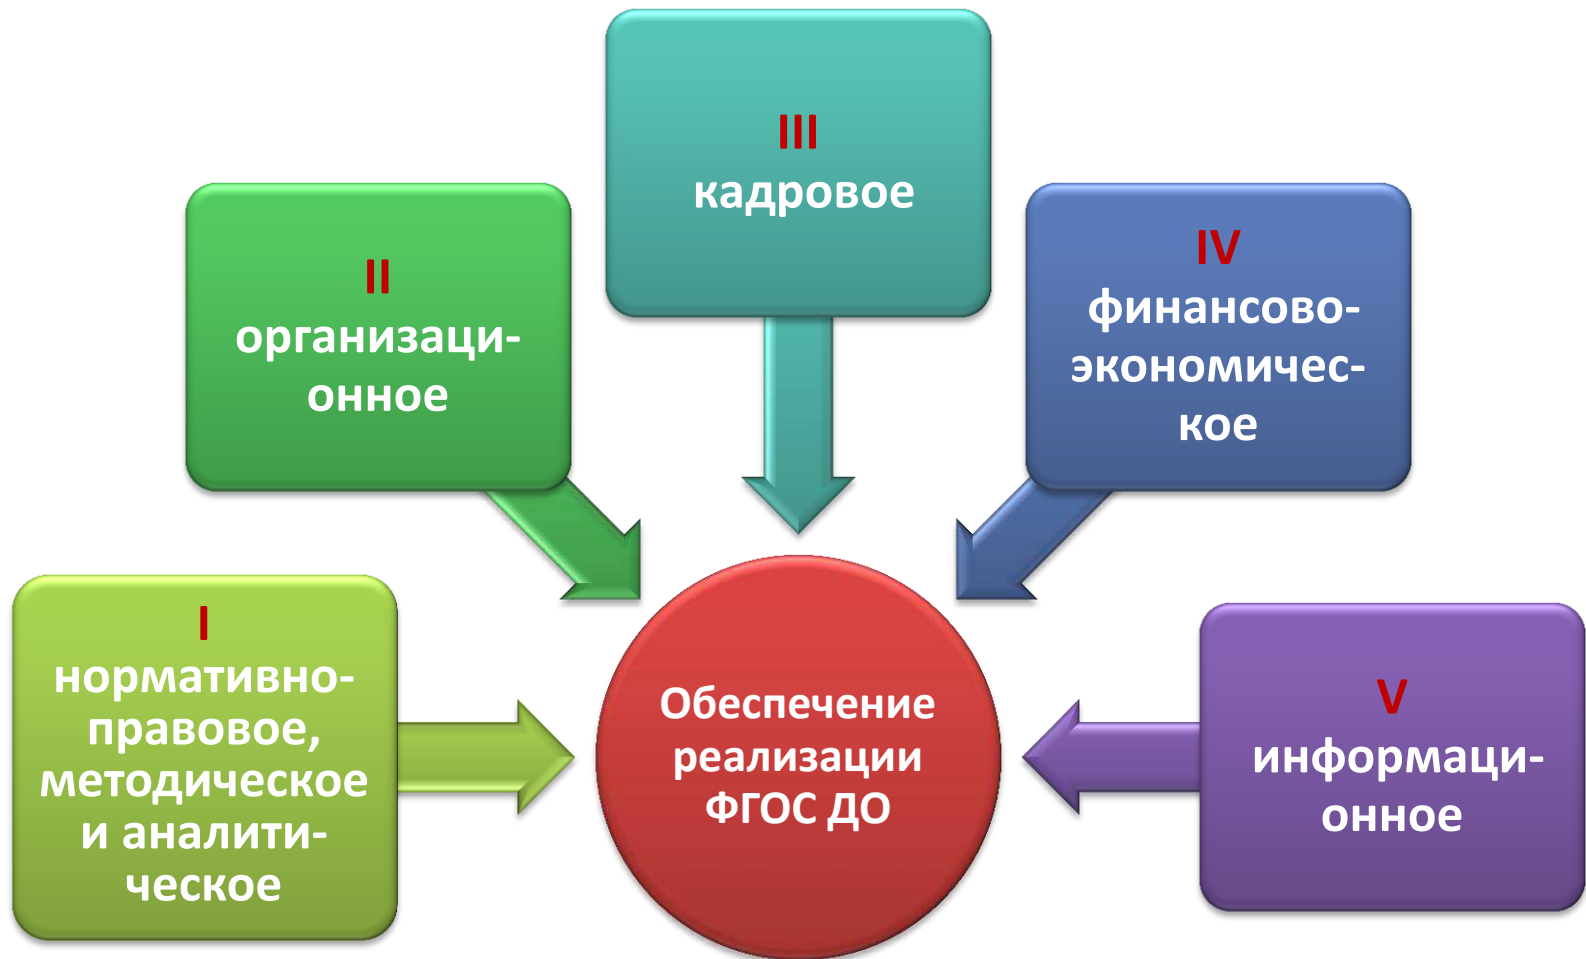 I
нормативно-
правовое,
методическое
и аналити-
ческое
II
организаци-
онное
III
кадровое
IV
финансово-
экономичес-
кое
V
информаци-
онное
Обеспечение
реализации
ФГОС ДО